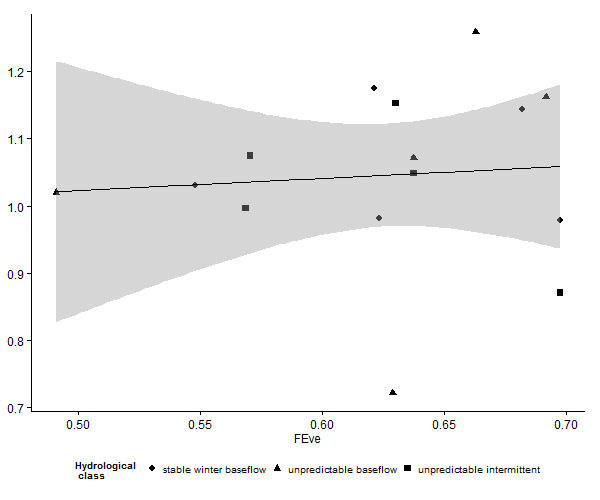 1.2
1.1
1.0
0.9
0.8
0.7
0.50 0.55 0.60 0.65 0.70
FEve
Hydrological
class
stable winter baseflow unpredictable baseflow unpredictable intermittent